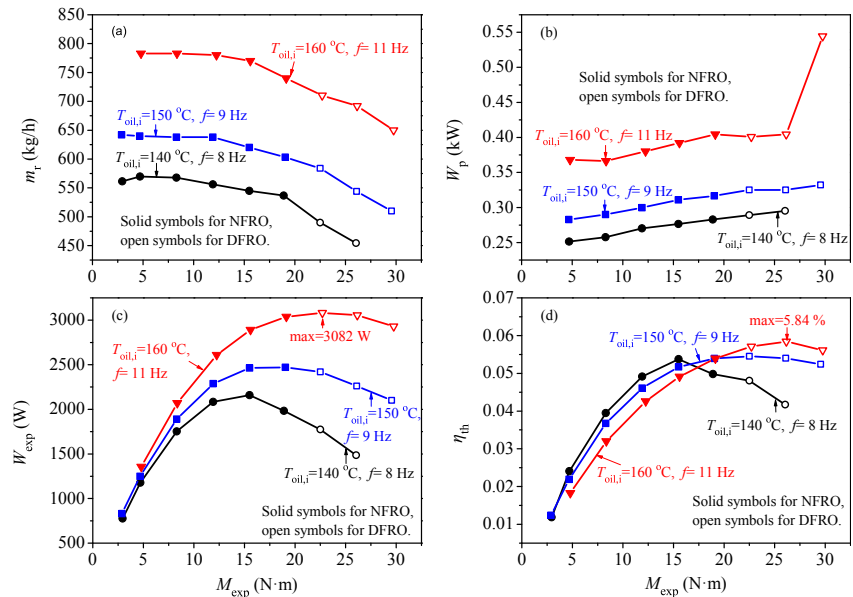 (a)
850
800
750
700
650
600
550
500
450
m_r (kg/h)
T_oil,i=160 °C, f= 11 Hz
T_oil,i=150 °C, f= 9 Hz
T_oil,i=140 °C, f= 8 Hz
Solid symbols for NFRO,
open symbols for DFRO.
0 5 10 15 20 25 30
(b)
0.55
0.50
0.45
0.40
0.35
0.30
0.25
W_p (kW)
Solid symbols for NFRO,
open symbols for DFRO.
T_oil,i=160 °C, f= 11 Hz
T_oil,i=150 °C, f= 9 Hz
T_oil,i=140 °C, f= 8 Hz
0 5 10 15 20 25 30
(c)
3000
2500
2000
1500
1000
500
W_exp (W)
max=3082 W
T_oil,i=160 °C,
f= 11 Hz
T_oil,i=150 °C,
f= 9 Hz
T_oil,i=140 °C, f= 8 Hz
Solid symbols for NFRO,
open symbols for DFRO.
0 5 10 15 20 25 30
M_exp (N·m)
(d)
0.06
0.05
0.04
0.03
0.02
0.01
η_th
max=5.84 %
T_oil,i=150 °C, f= 9 Hz
T_oil,i=140 °C, f= 8 Hz
T_oil,i=160 °C, f= 11 Hz
Solid symbols for NFRO,
open symbols for DFRO.
0 5 10 15 20 25 30
M_exp (N·m)